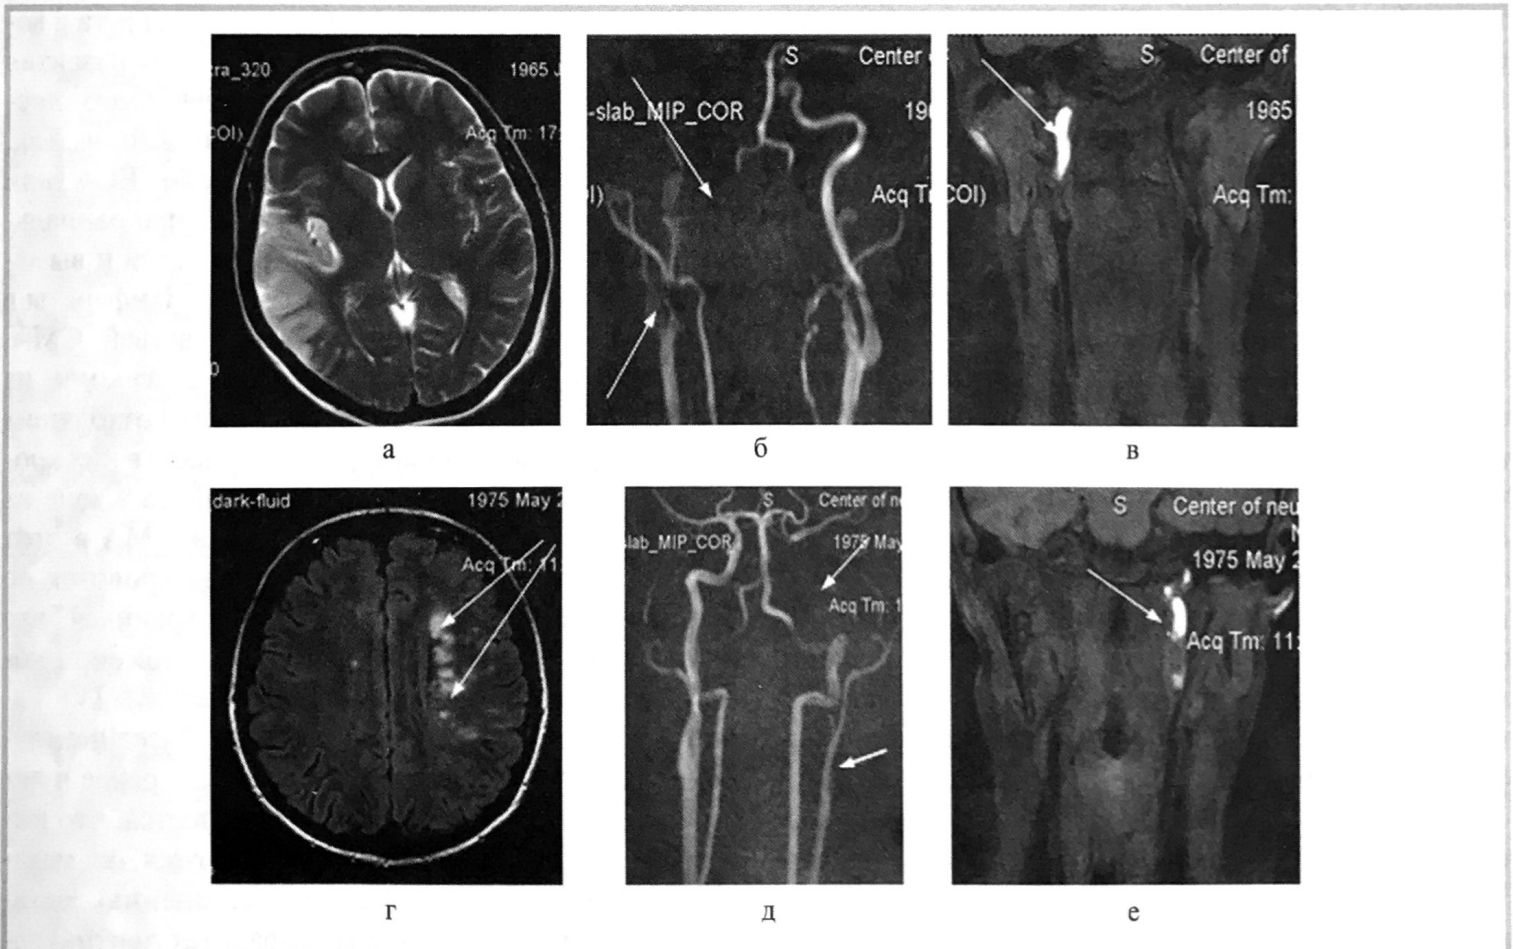 tra_320
1965 J
COI)
Acq Tm: 17:
0
а
S
Center
-slab_MIP_COR
19
I)
Acq T
б
S
Center of
1965
COI)
Acq Tm:
в
dark-fluid
1975 May 2
Acq Tm: 11:
г
S
Center of ne
slab_MIP_COR
1975 May
Acq Tm: 1
д
S
Center of neu
N
1975 May 2
Acq Tm: 11:
е